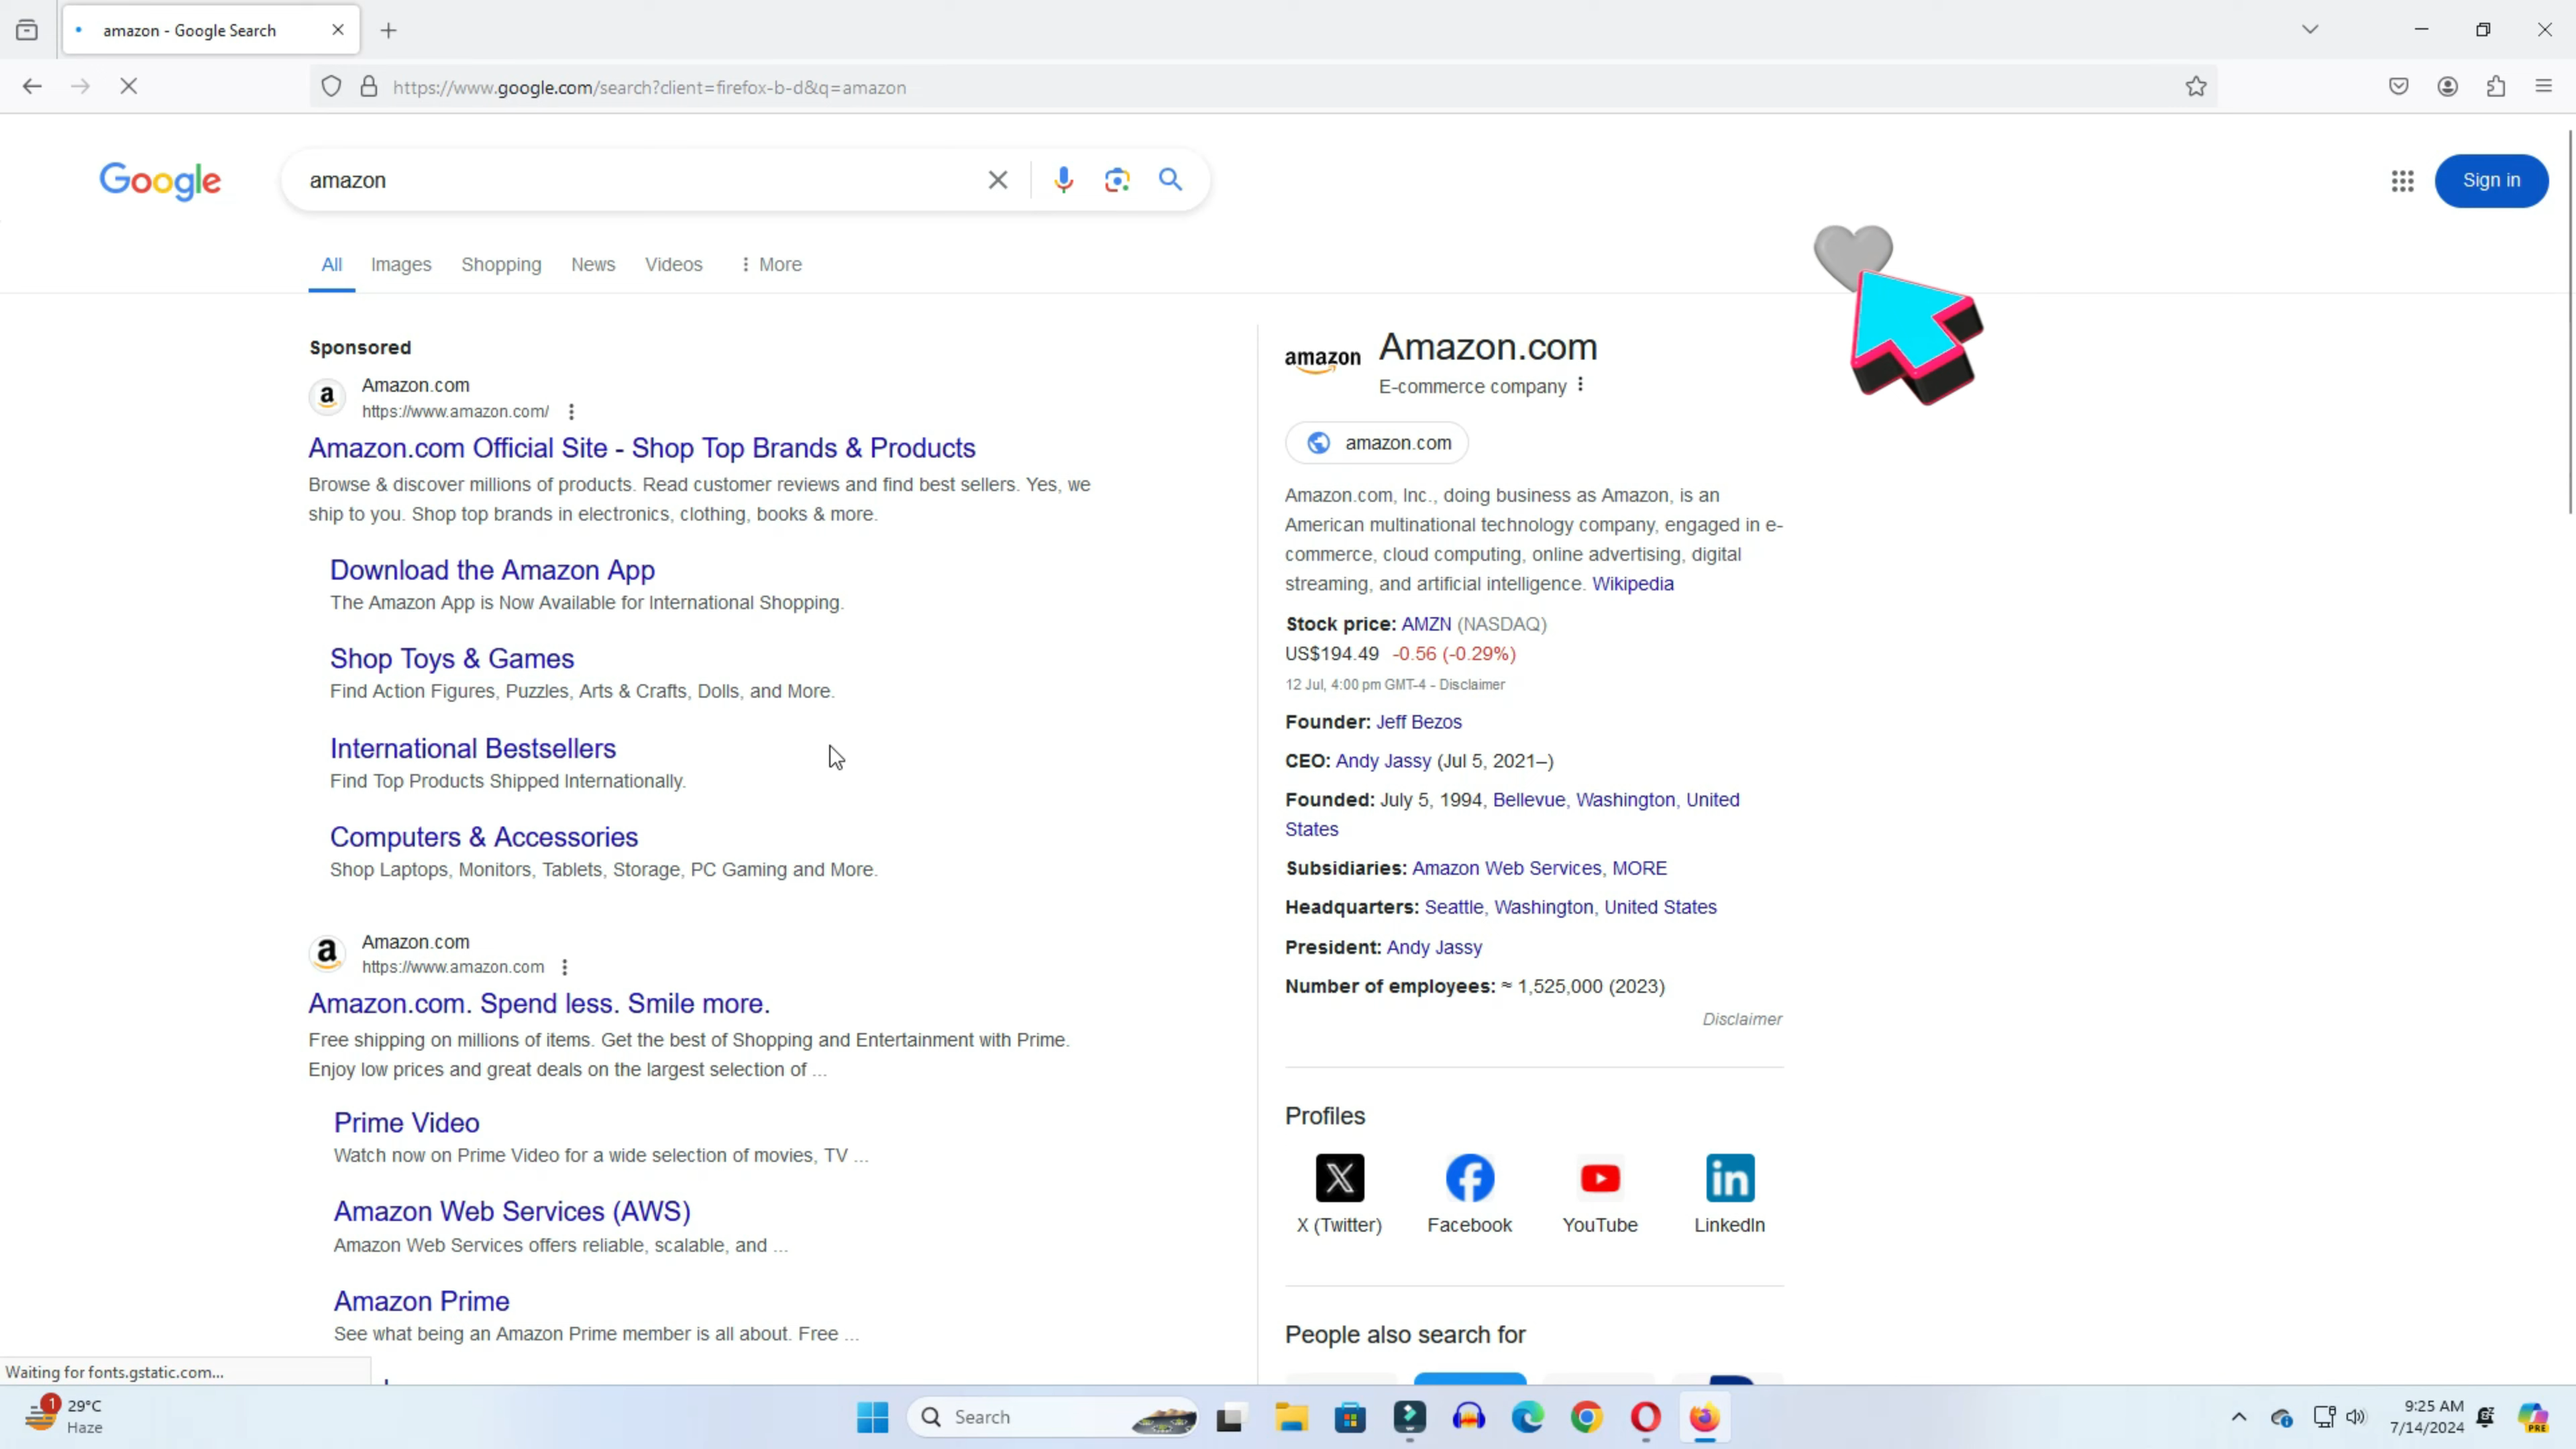 amazon - Google Search
https://www.google.com/search?client=firefox-b-d&q=amazon
Google
amazon
Sign in
All Images Shopping News Videos More
Sponsored
a
Amazon.com
https://www.amazon.com/
Amazon.com Official Site - Shop Top Brands & Products
Browse & discover millions of products. Read customer reviews and find best sellers. Yes, we
ship to you. Shop top brands in electronics, clothing, books & more.
Download the Amazon App
The Amazon App is Now Available for International Shopping.
Shop Toys & Games
Find Action Figures, Puzzles, Arts & Crafts, Dolls, and More.
International Bestsellers
Find Top Products Shipped Internationally.
Computers & Accessories
Shop Laptops, Monitors, Tablets, Storage, PC Gaming and More.
a
Amazon.com
https://www.amazon.com
Amazon.com. Spend less. Smile more.
Free shipping on millions of items. Get the best of Shopping and Entertainment with Prime.
Enjoy low prices and great deals on the largest selection of ...
Prime Video
Watch now on Prime Video for a wide selection of movies, TV ...
Amazon Web Services (AWS)
Amazon Web Services offers reliable, scalable, and ...
Amazon Prime
See what being an Amazon Prime member is all about. Free ...
amazon
Amazon.com
E-commerce company
amazon.com
Amazon.com, Inc., doing business as Amazon, is an
American multinational technology company, engaged in e-
commerce, cloud computing, online advertising, digital
streaming, and artificial intelligence. Wikipedia
Stock price: AMZN (NASDAQ)
US$194.49 -0.56 (-0.29%)
12 Jul, 4:00 pm GMT-4 - Disclaimer
Founder: Jeff Bezos
CEO: Andy Jassy (Jul 5, 2021–)
Founded: July 5, 1994, Bellevue, Washington, United
States
Subsidiaries: Amazon Web Services, MORE
Headquarters: Seattle, Washington, United States
President: Andy Jassy
Number of employees: ≈ 1,525,000 (2023)
Disclaimer
Profiles
X (Twitter) Facebook YouTube LinkedIn
People also search for
Waiting for fonts.gstatic.com...
1
29°C
Haze
Search
9:25 AM
7/14/2024
PRE